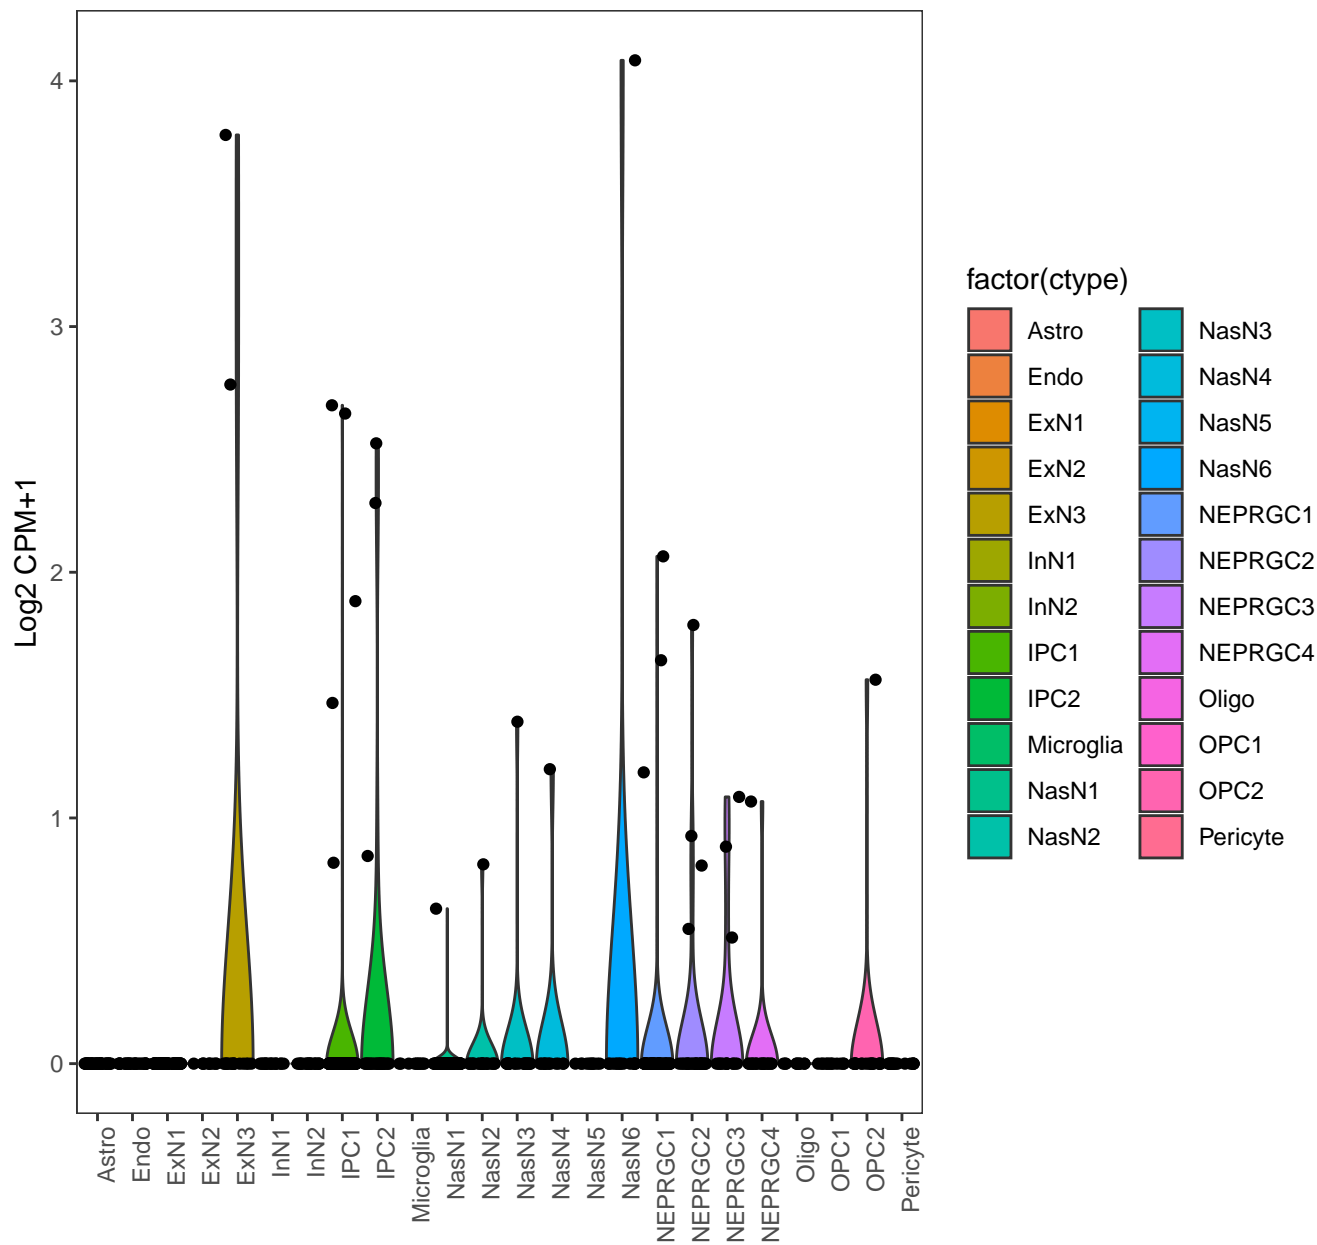 4
3
2
1
0
Log2 CPM+1
Astro
Endo
ExN1
ExN2
ExN3
InN1
InN2
IPC1
IPC2
Microglia
NasN1
NasN2
NasN3
NasN4
NasN5
NasN6
NEPRGC1
NEPRGC2
NEPRGC3
NEPRGC4
Oligo
OPC1
OPC2
Pericyte
factor(ctype)
Astro
Endo
ExN1
ExN2
ExN3
InN1
InN2
IPC1
IPC2
Microglia
NasN1
NasN2
NasN3
NasN4
NasN5
NasN6
NEPRGC1
NEPRGC2
NEPRGC3
NEPRGC4
Oligo
OPC1
OPC2
Pericyte